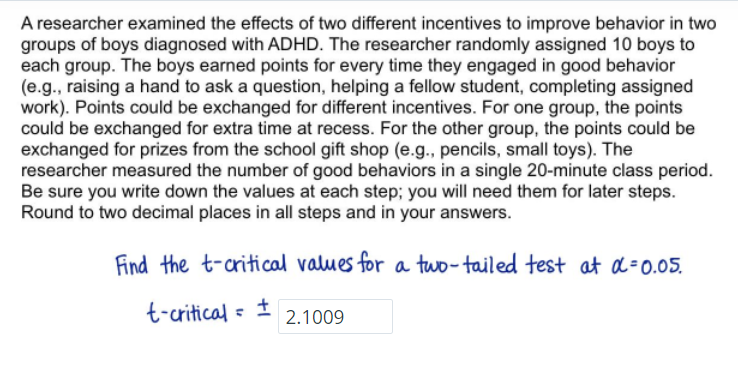 A researcher examined the effects of two different incentives to improve behavior in two
groups of boys diagnosed with ADHD. The researcher randomly assigned 10 boys to
each group. The boys earned points for every time they engaged in good behavior
(e.g., raising a hand to ask a question, helping a fellow student, completing assigned
work). Points could be exchanged for different incentives. For one group, the points
could be exchanged for extra time at recess. For the other group, the points could be
exchanged for prizes from the school gift shop (e.g., pencils, small toys). The
researcher measured the number of good behaviors in a single 20-minute class period.
Be sure you write down the values at each step; you will need them for later steps.
Round to two decimal places in all steps and in your answers.
Find the t-critical values for a two-tailed test at α=0.05.
t-critical = ± 2.1009